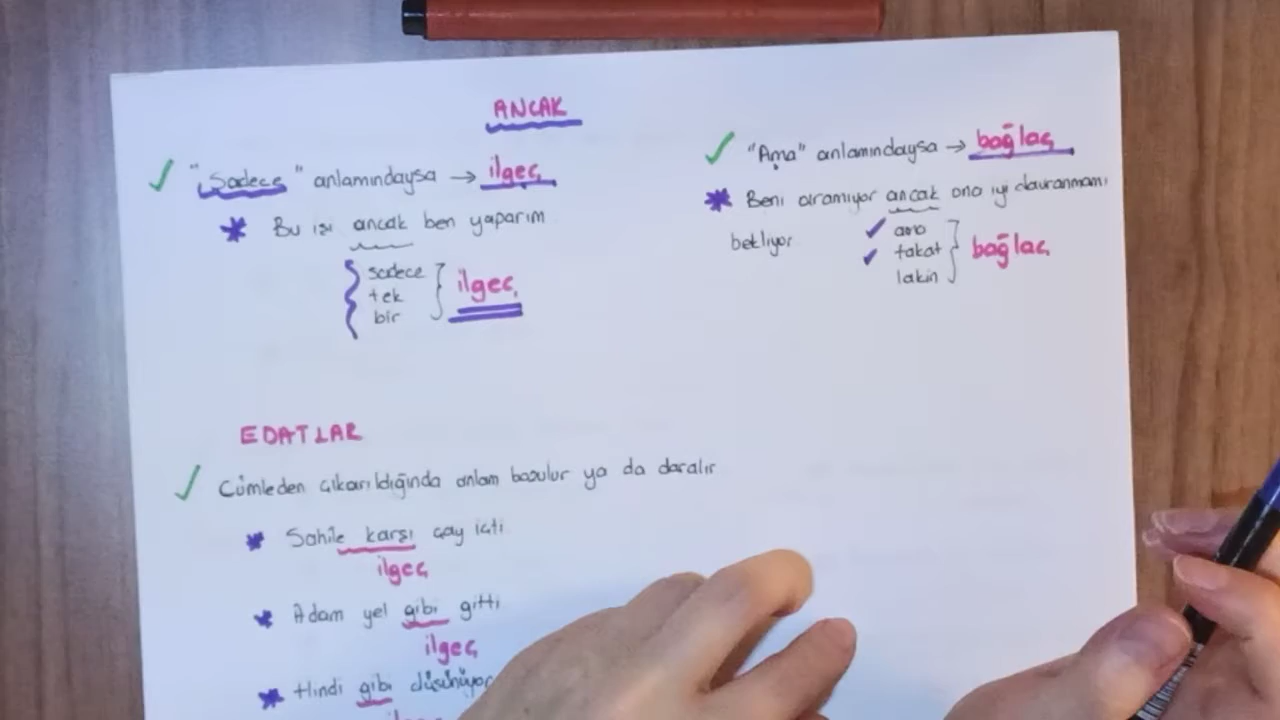 ANCAK
✓ "Sadece" anlamındaysa → ilgeç
* Bu işi ancak ben yaparım
sadece
tek
bir
} ilgeç
✓ "Ama" anlamındaysa → bağlaç
* Beni aramıyor ancak ona iyi davranmamı
bekliyor
✓ ama
✓ fakat
lakin
} bağlaç
EDATLAR
✓ Cümleden çıkarıldığında anlam bozulur ya da daralır
* Sahile karşı çay içti
ilgeç
* Adam yel gibi gitti
ilgeç
* Hindi gibi düşünüyor